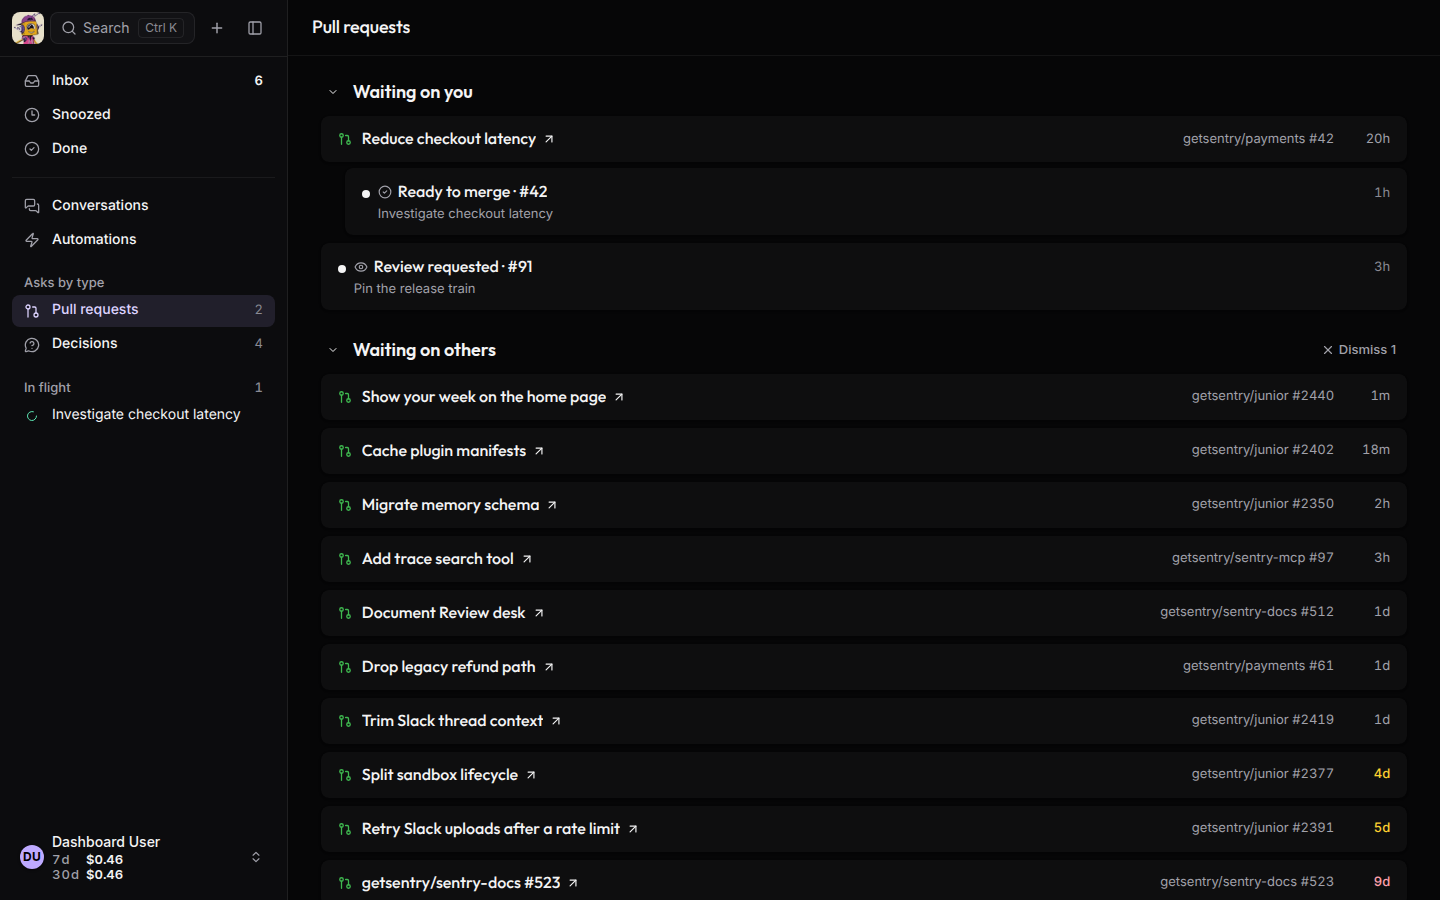 Search Ctrl K
Inbox 6
Snoozed
Done
Conversations
Automations
Asks by type
Pull requests 2
Decisions 4
In flight 1
Investigate checkout latency
DU
Dashboard User
7d $0.46
30d $0.46
Pull requests
Waiting on you
Reduce checkout latency getsentry/payments #42 20h
Ready to merge · #42 1h
Investigate checkout latency
Review requested · #91 3h
Pin the release train
Waiting on others Dismiss 1
Show your week on the home page getsentry/junior #2440 1m
Cache plugin manifests getsentry/junior #2402 18m
Migrate memory schema getsentry/junior #2350 2h
Add trace search tool getsentry/sentry-mcp #97 3h
Document Review desk getsentry/sentry-docs #512 1d
Drop legacy refund path getsentry/payments #61 1d
Trim Slack thread context getsentry/junior #2419 1d
Split sandbox lifecycle getsentry/junior #2377 4d
Retry Slack uploads after a rate limit getsentry/junior #2391 5d
getsentry/sentry-docs #523 getsentry/sentry-docs #523 9d